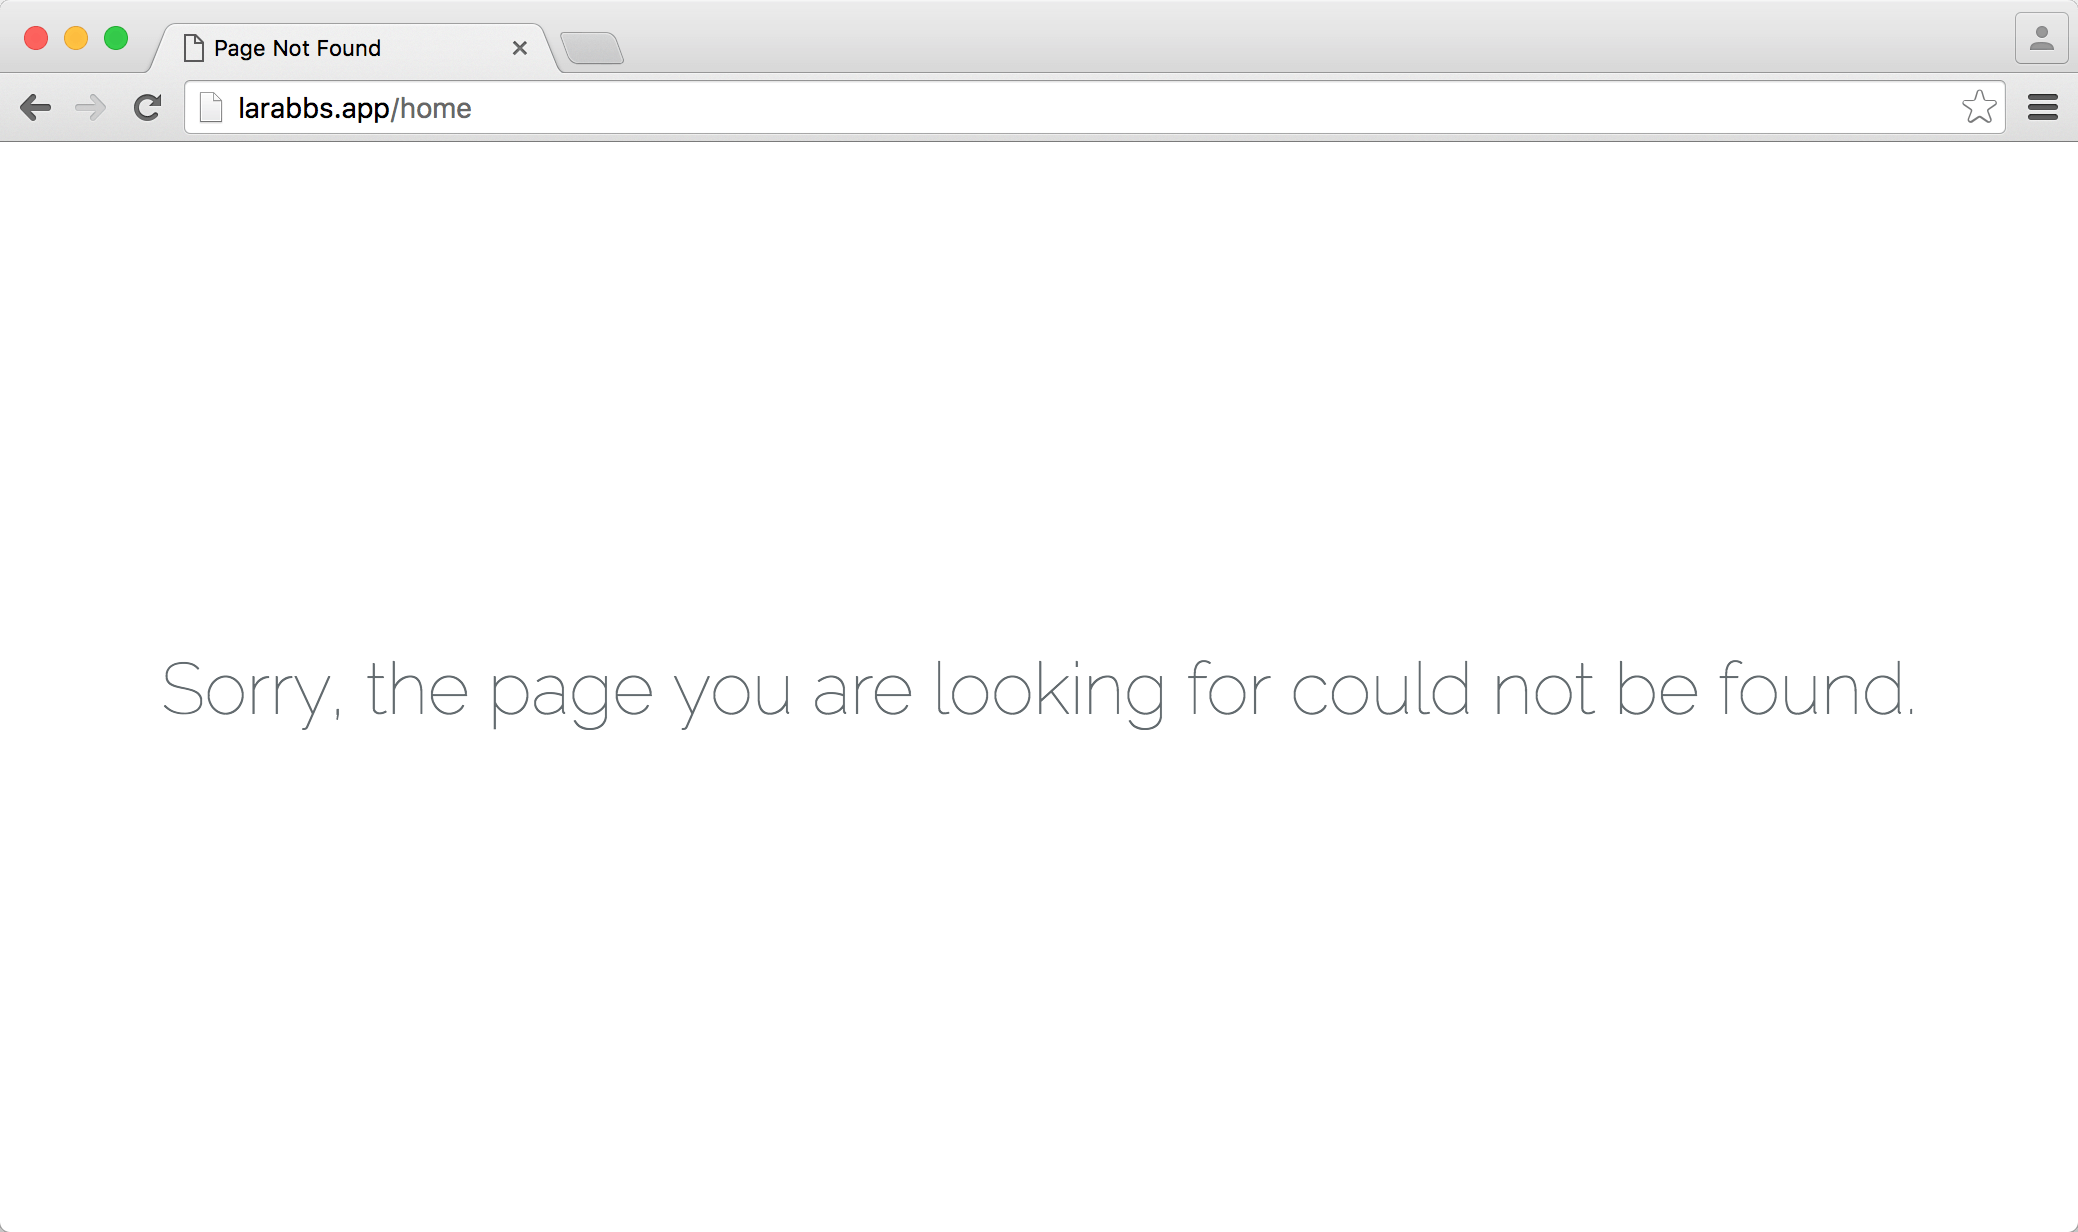 Page Not Found
larabbs.app/home
Sorry, the page you are looking for could not be found.